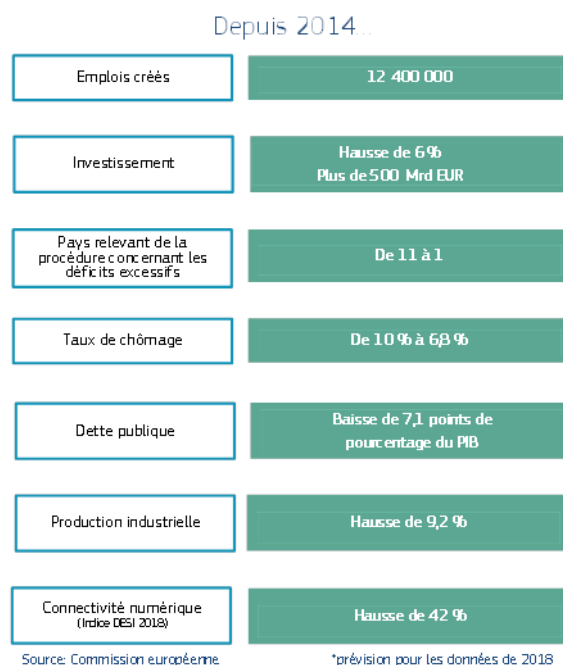 Depuis 2014...
Emplois créés
12 400 000
Investissement
Hausse de 6 %
Plus de 500 Mrd EUR
Pays relevant de la
procédure concernant les
déficits excessifs
De 11 à 1
Taux de chômage
De 10 % à 6,8 %
Dette publique
Baisse de 7,1 points de
pourcentage du PIB
Production industrielle
Hausse de 9,2 %
Connectivité numérique
(Indice DESI 2018)
Hausse de 42 %
Source: Commission européenne
*prévision pour les données de 2018